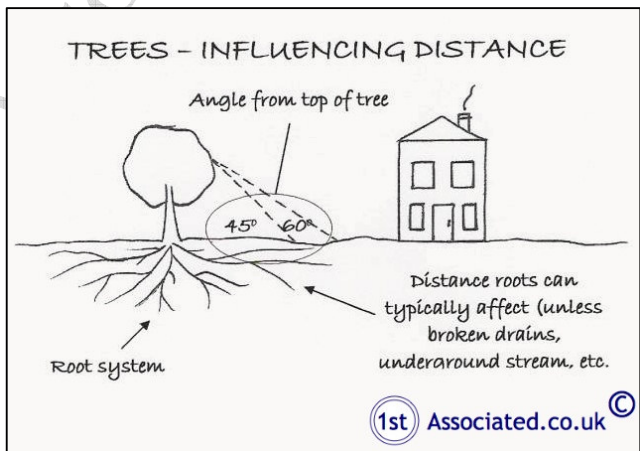 TREES – INFLUENCING DISTANCE
Angle from top of tree
45° 60°
Distance roots can
typically affect (unless
broken drains,
underground stream, etc.
Root system
1st Associated.co.uk ©